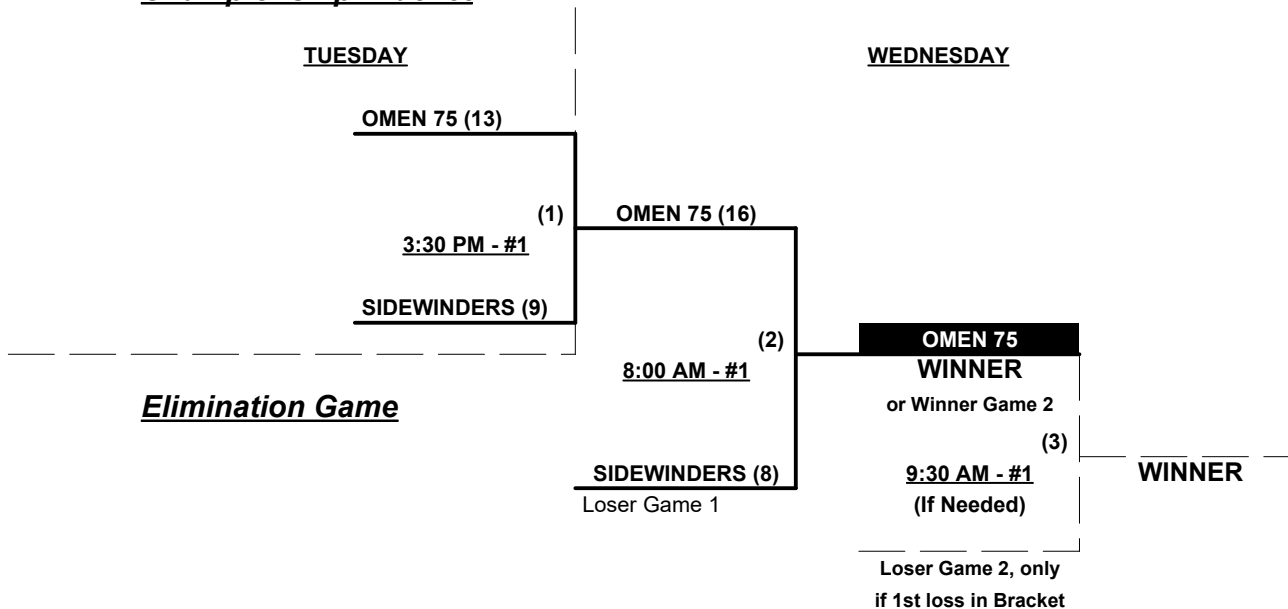 TUESDAY
WEDNESDAY
OMEN 75 (13)
(1)
OMEN 75 (16)
3:30 PM - #1
SIDEWINDERS (9)
(2)
OMEN 75
8:00 AM - #1
WINNER
Elimination Game
or Winner Game 2
(3)
SIDEWINDERS (8)
9:30 AM - #1
WINNER
Loser Game 1
(If Needed)
Loser Game 2, only
if 1st loss in Bracket